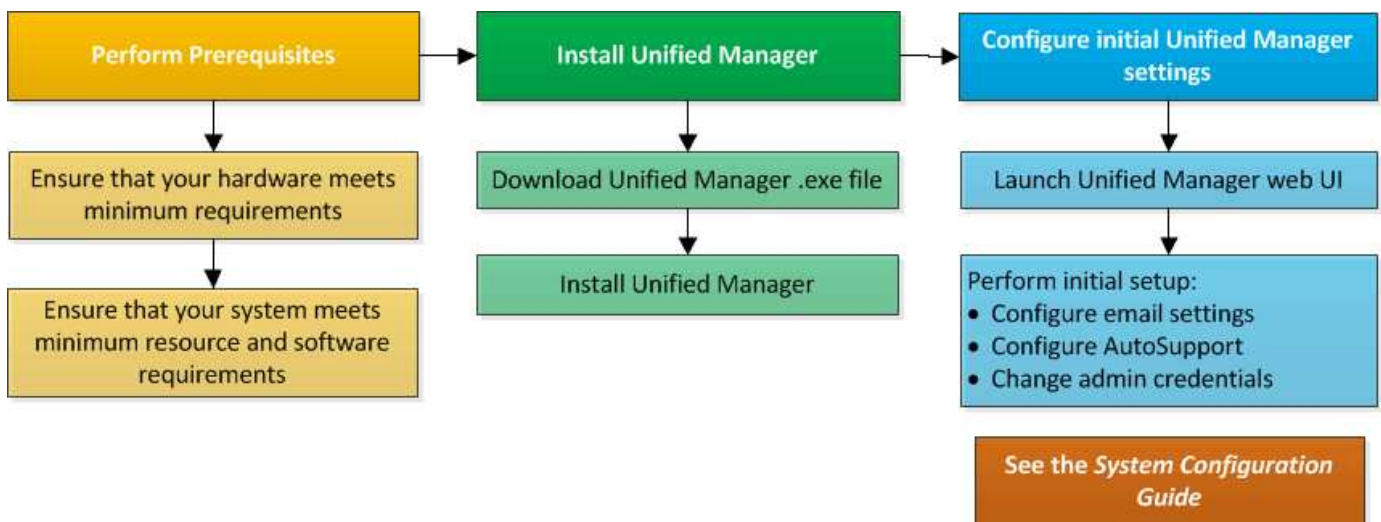 Perform Prerequisites
Install Unified Manager
Configure initial Unified Manager
settings
Ensure that your hardware meets
minimum requirements
Ensure that your system meets
minimum resource and software
requirements
Download Unified Manager .exe file
Install Unified Manager
Launch Unified Manager web UI
Perform initial setup:
• Configure email settings
• Configure AutoSupport
• Change admin credentials
See the System Configuration
Guide